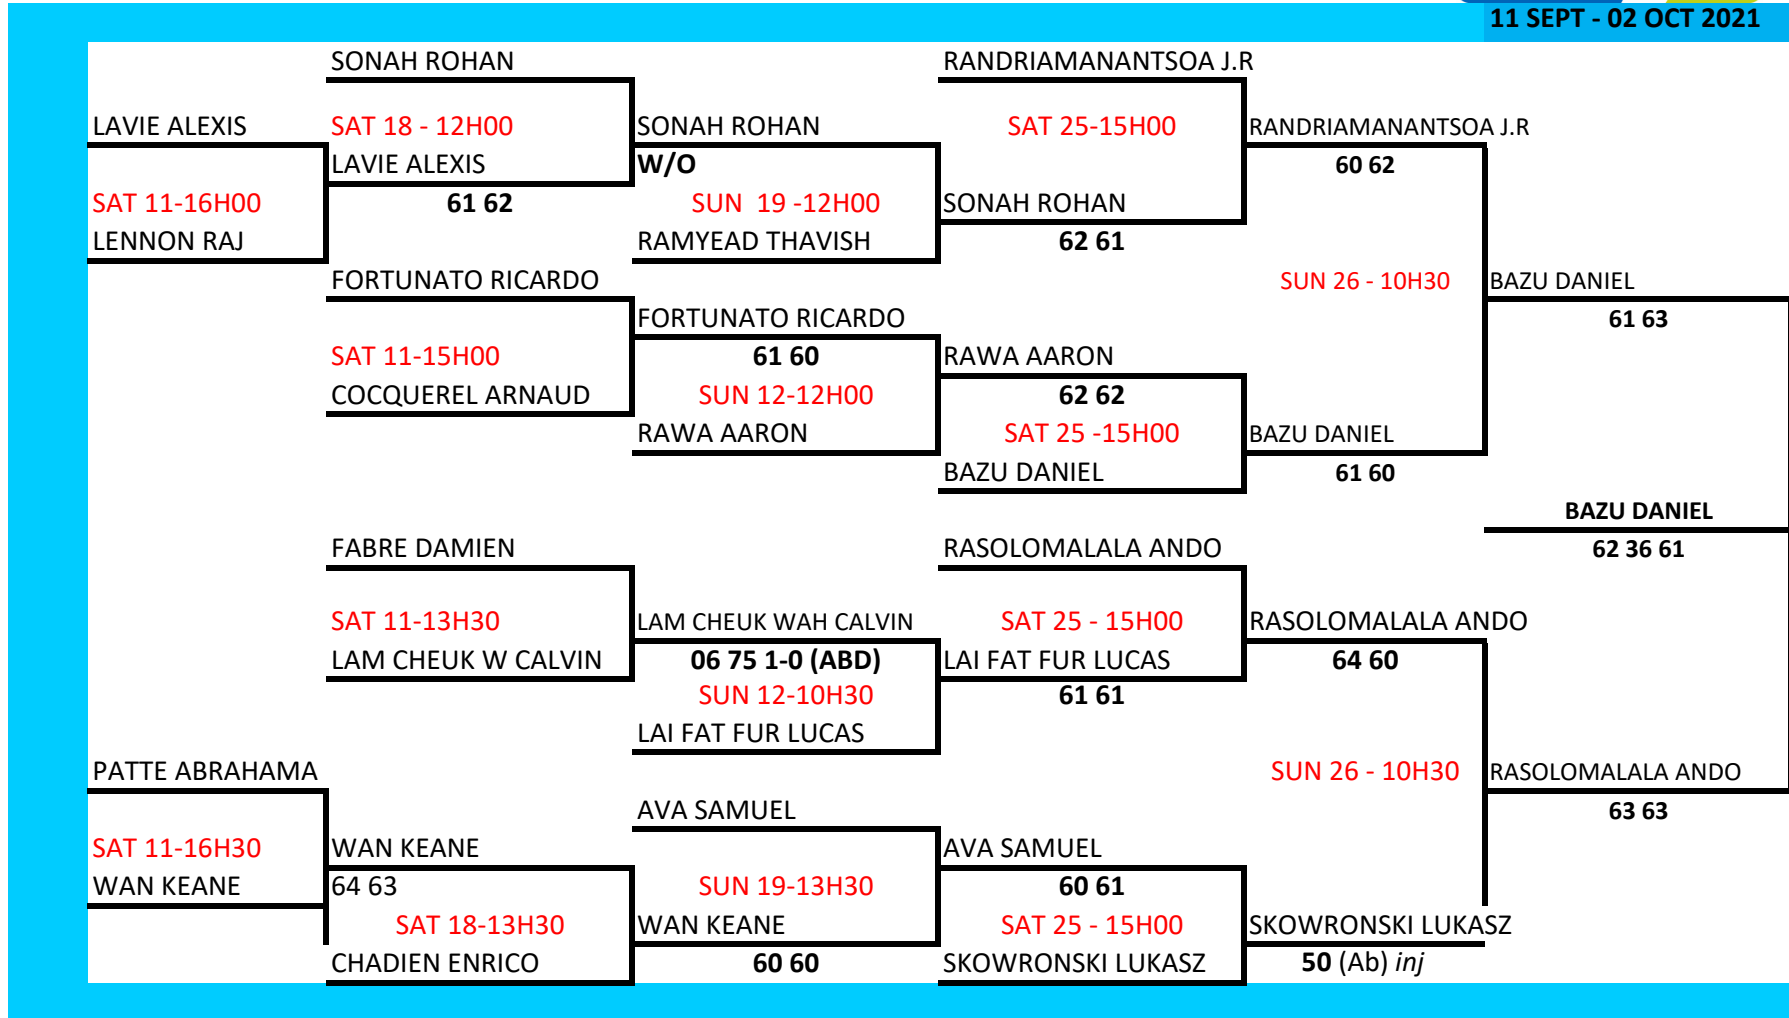 11 SEPT - 02 OCT 2021
SONAH ROHAN
RANDRIAMANANTSOA J.R
LAVIE ALEXIS
SAT 18 - 12H00
SONAH ROHAN
SAT 25-15H00
RANDRIAMANANTSOA J.R
LAVIE ALEXIS
W/O
60 62
SAT 11-16H00
61 62
SUN 19 -12H00
SONAH ROHAN
LENNON RAJ
RAMYEAD THAVISH
62 61
FORTUNATO RICARDO
SUN 26 - 10H30
BAZU DANIEL
FORTUNATO RICARDO
61 63
SAT 11-15H00
61 60
RAWA AARON
COCQUEREL ARNAUD
SUN 12-12H00
62 62
RAWA AARON
SAT 25 -15H00
BAZU DANIEL
BAZU DANIEL
61 60
BAZU DANIEL
FABRE DAMIEN
RASOLOMALALA ANDO
62 36 61
SAT 11-13H30
LAM CHEUK WAH CALVIN
SAT 25 - 15H00
RASOLOMALALA ANDO
LAM CHEUK W CALVIN
06 75 1-0 (ABD)
LAI FAT FUR LUCAS
64 60
SUN 12-10H30
61 61
LAI FAT FUR LUCAS
PATTE ABRAHAMA
SUN 26 - 10H30
RASOLOMALALA ANDO
AVA SAMUEL
63 63
SAT 11-16H30
WAN KEANE
AVA SAMUEL
WAN KEANE
64 63
SUN 19-13H30
60 61
SAT 18-13H30
WAN KEANE
SAT 25 - 15H00
SKOWRONSKI LUKASZ
CHADIEN ENRICO
60 60
SKOWRONSKI LUKASZ
50 (Ab) inj